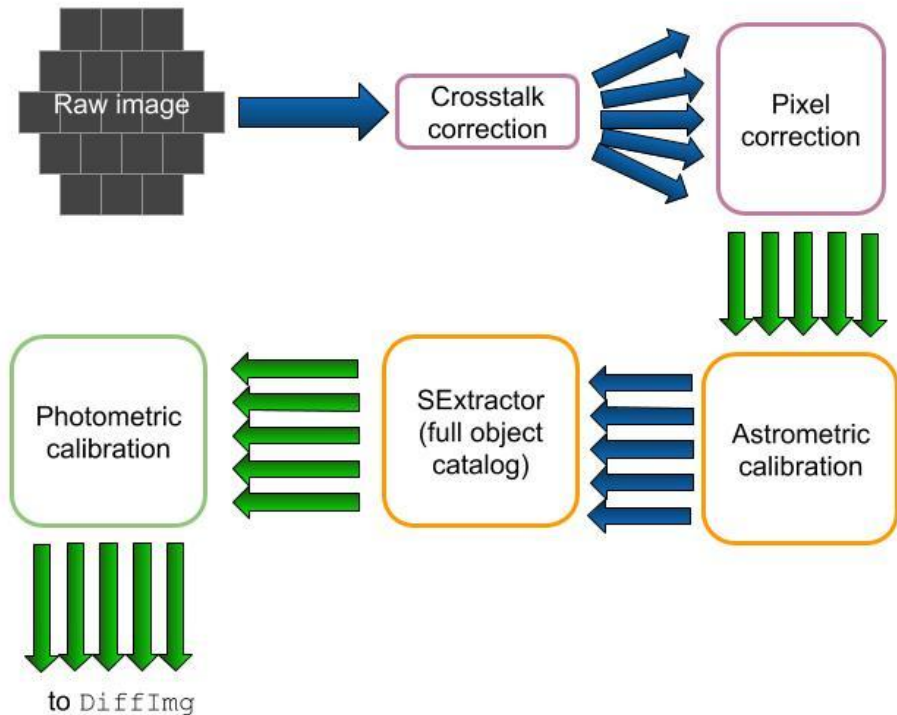 Raw image
Crosstalk
correction
Pixel
correction
Astrometric
calibration
SExtractor
(full object
catalog)
Photometric
calibration
to DiffImg